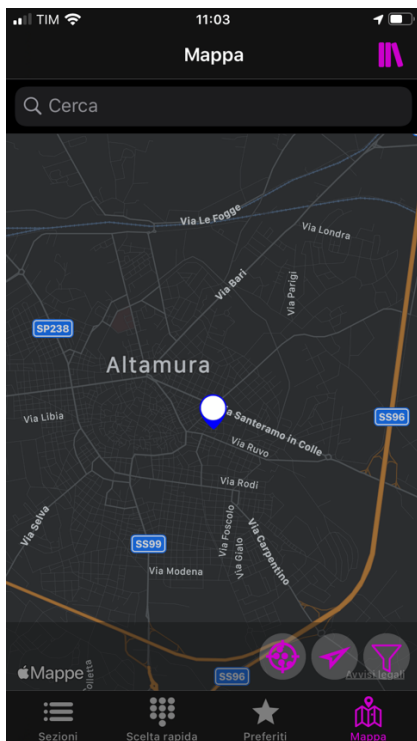 TIM 11:03
Mappa
Cerca
Via Le Fogge
Via Londra
Via Bari
Via Parigi
SP238
Altamura
Via Libia
Via Santeramo in Colle
SS96
Via Ruvo
Via Rodi
Via Selva
Via Foscolo
Via Gialo
Via Carpentino
SS99
Via Modena
Mappe
SS96
Avvisi legali
Sezioni Scelta rapida Preferiti Mappa